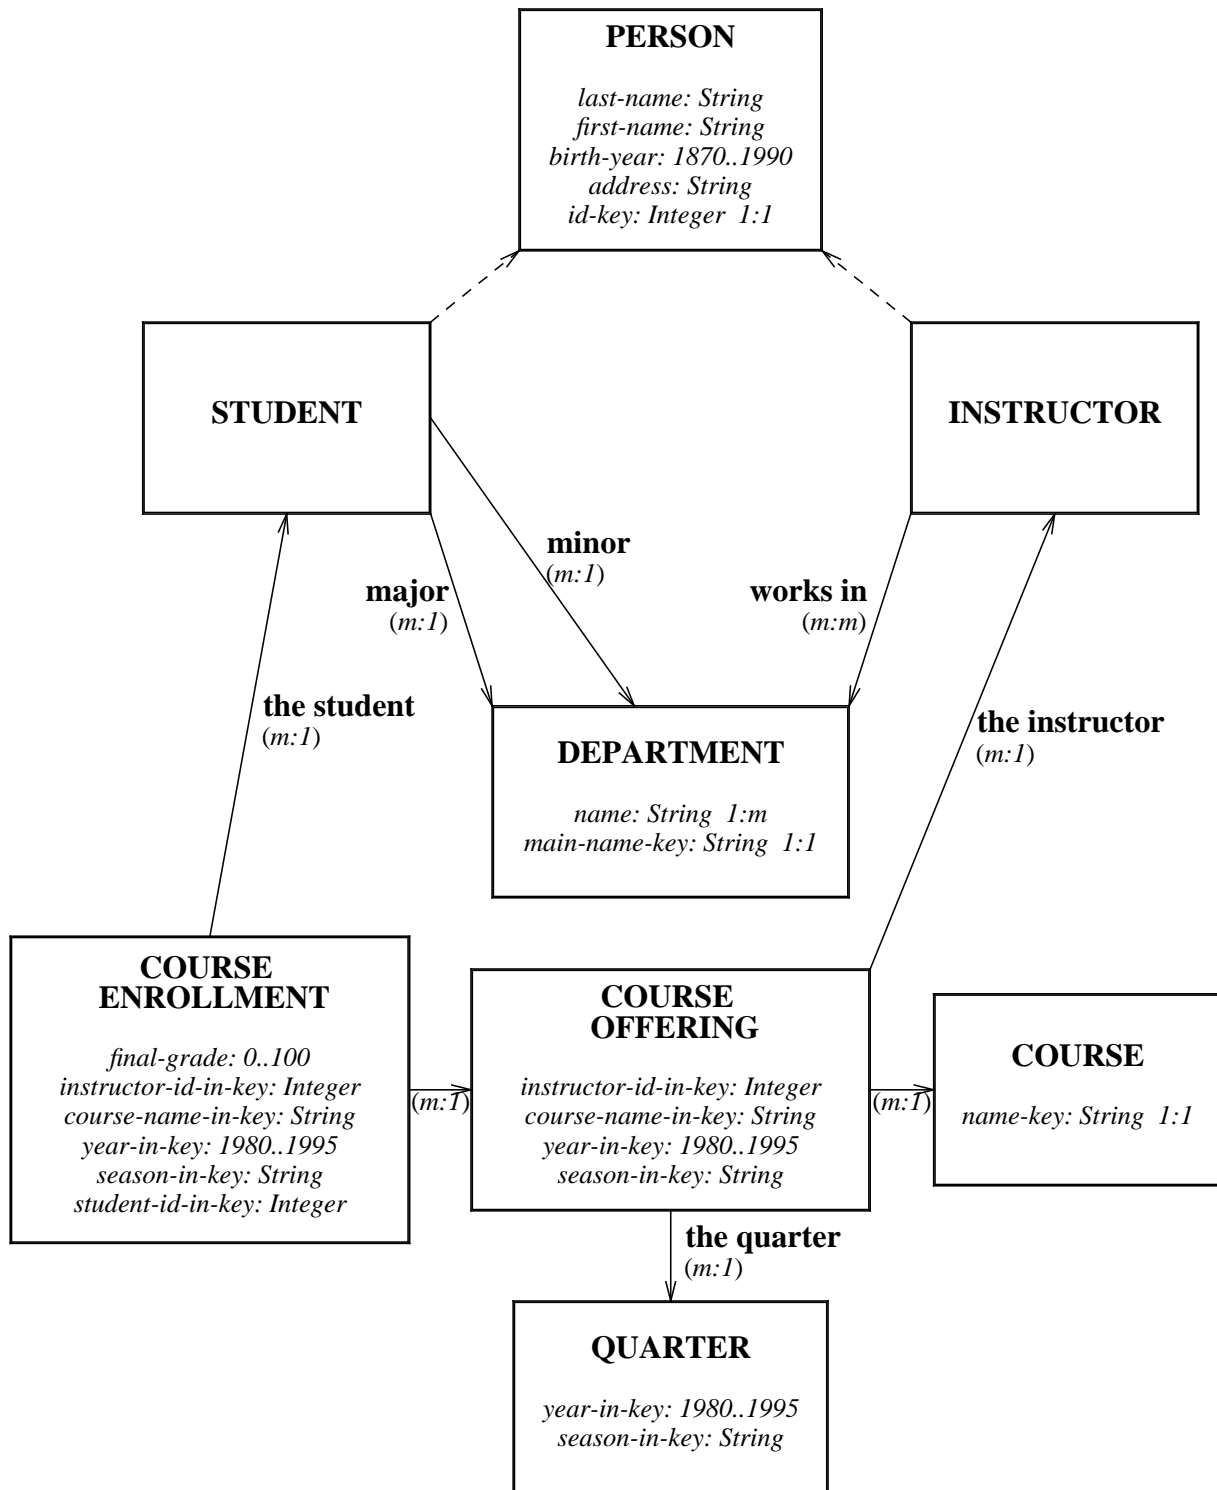 PERSON
last-name: String
first-name: String
birth-year: 1870..1990
address: String
id-key: Integer 1:1
STUDENT
INSTRUCTOR
minor
(m:1)
major
(m:1)
works in
(m:m)
the student
(m:1)
the instructor
(m:1)
DEPARTMENT
name: String 1:m
main-name-key: String 1:1
COURSE
ENROLLMENT
final-grade: 0..100
instructor-id-in-key: Integer
course-name-in-key: String
year-in-key: 1980..1995
season-in-key: String
student-id-in-key: Integer
(m:1)
COURSE
OFFERING
instructor-id-in-key: Integer
course-name-in-key: String
year-in-key: 1980..1995
season-in-key: String
(m:1)
COURSE
name-key: String 1:1
the quarter
(m:1)
QUARTER
year-in-key: 1980..1995
season-in-key: String